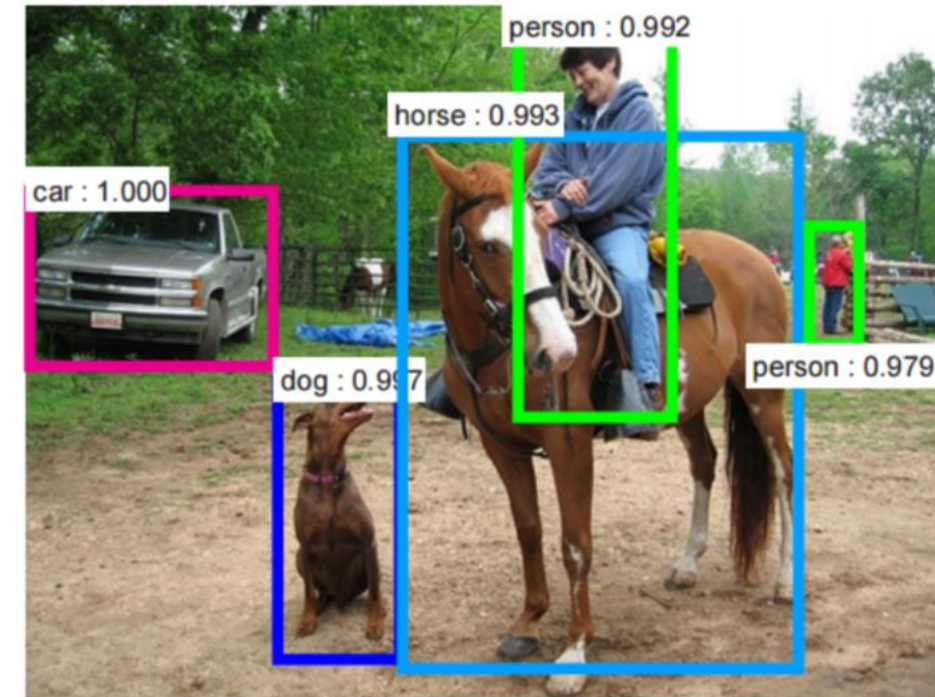 person : 0.992
horse : 0.993
car : 1.000
dog : 0.997
person : 0.979